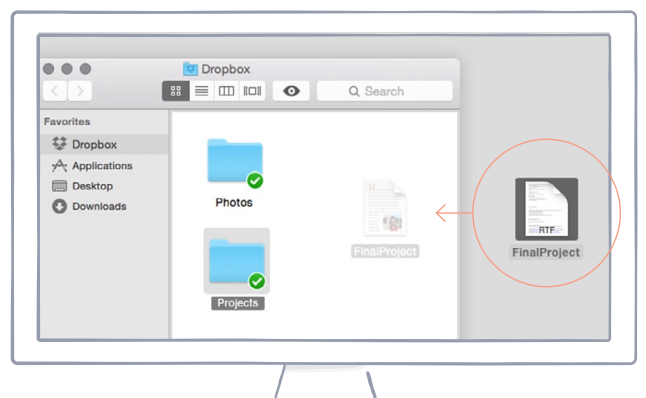 Dropbox
Search
Favorites
Dropbox
Applications
Desktop
Downloads
Photos
Projects
FinalProject
RTF
FinalProject